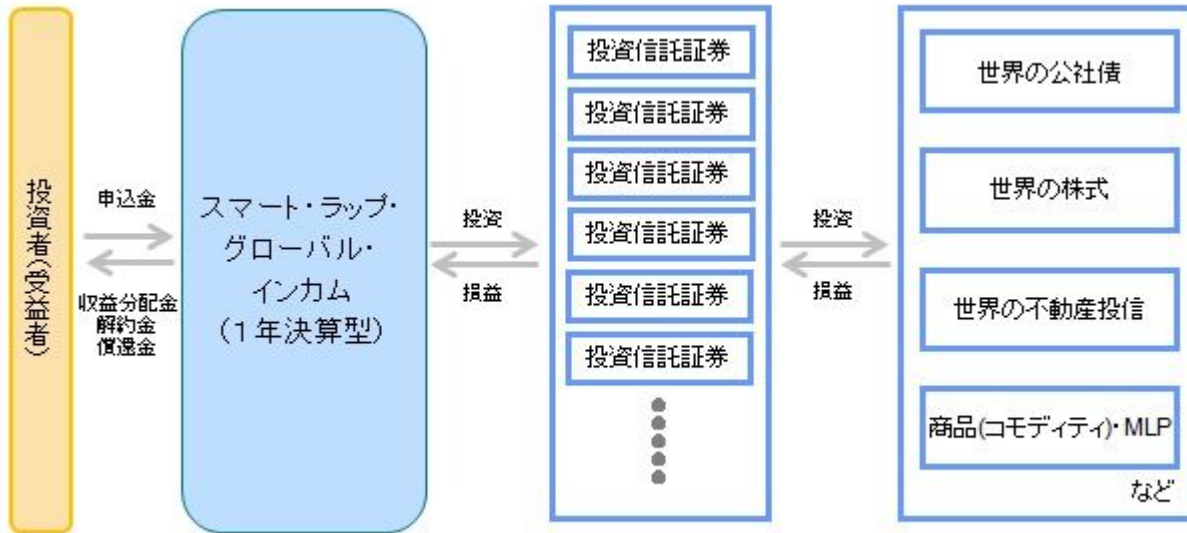 投資者(受益者)
申込金
収益分配金
解約金
償還金
スマート・ラップ・
グローバル・
インカム
(1年決算型)
投資
損益
投資信託証券
投資信託証券
投資信託証券
投資信託証券
投資信託証券
投資信託証券
投資
損益
世界の公社債
世界の株式
世界の不動産投信
商品(コモディティ)・MLP
など